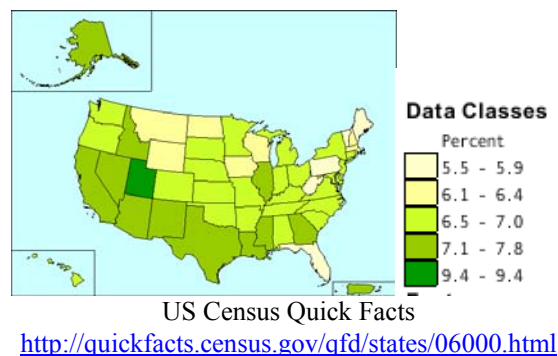 Data Classes
Percent
5.5 - 5.9
6.1 - 6.4
6.5 - 7.0
7.1 - 7.8
9.4 - 9.4
US Census Quick Facts
http://quickfacts.census.gov/qfd/states/06000.html